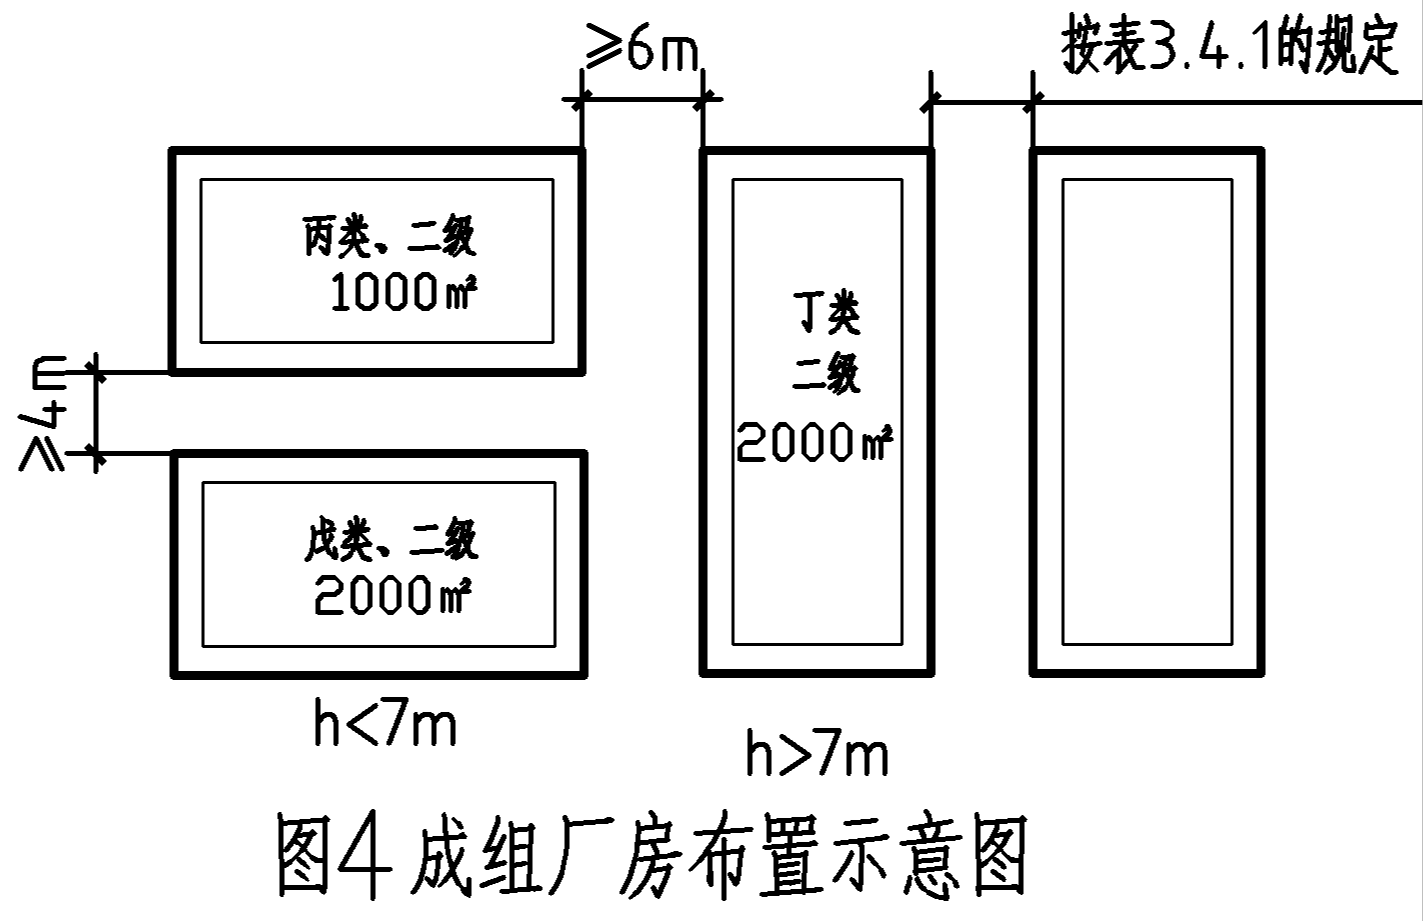 ≥6m
按表3.4.1的规定
丙类、二级
1000㎡
丁类
二级
2000㎡
≥4m
戊类、二级
2000㎡
h<7m
h>7m
图4 成组厂房布置示意图